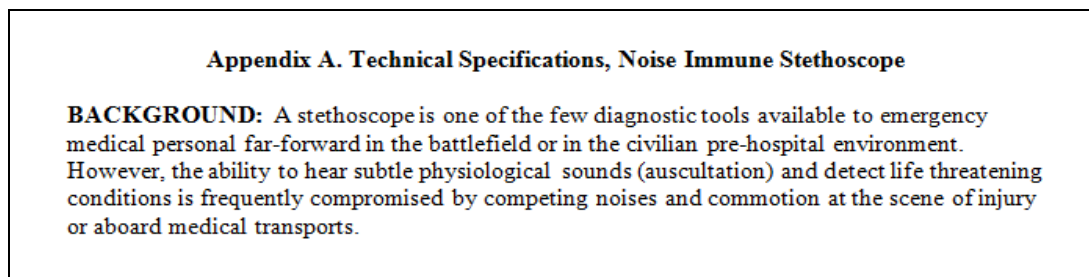 Appendix A. Technical Specifications, Noise Immune Stethoscope
BACKGROUND: A stethoscope is one of the few diagnostic tools available to emergency
medical personal far-forward in the battlefield or in the civilian pre-hospital environment.
However, the ability to hear subtle physiological sounds (auscultation) and detect life threatening
conditions is frequently compromised by competing noises and commotion at the scene of injury
or aboard medical transports.